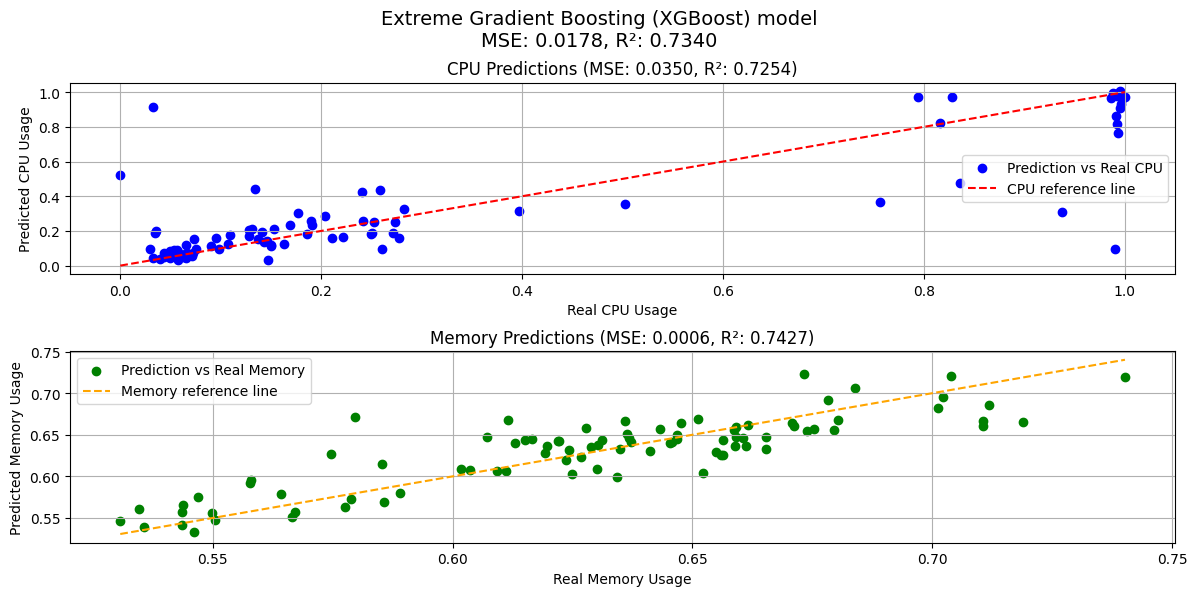 Extreme Gradient Boosting (XGBoost) model
MSE: 0.0178, R²: 0.7340
CPU Predictions (MSE: 0.0350, R²: 0.7254)
Predicted CPU Usage
1.0
0.8
0.6
0.4
0.2
0.0
Prediction vs Real CPU
CPU reference line
0.0 0.2 0.4 0.6 0.8 1.0
Real CPU Usage
Memory Predictions (MSE: 0.0006, R²: 0.7427)
Predicted Memory Usage
0.75
0.70
0.65
0.60
0.55
Prediction vs Real Memory
Memory reference line
0.55 0.60 0.65 0.70 0.75
Real Memory Usage